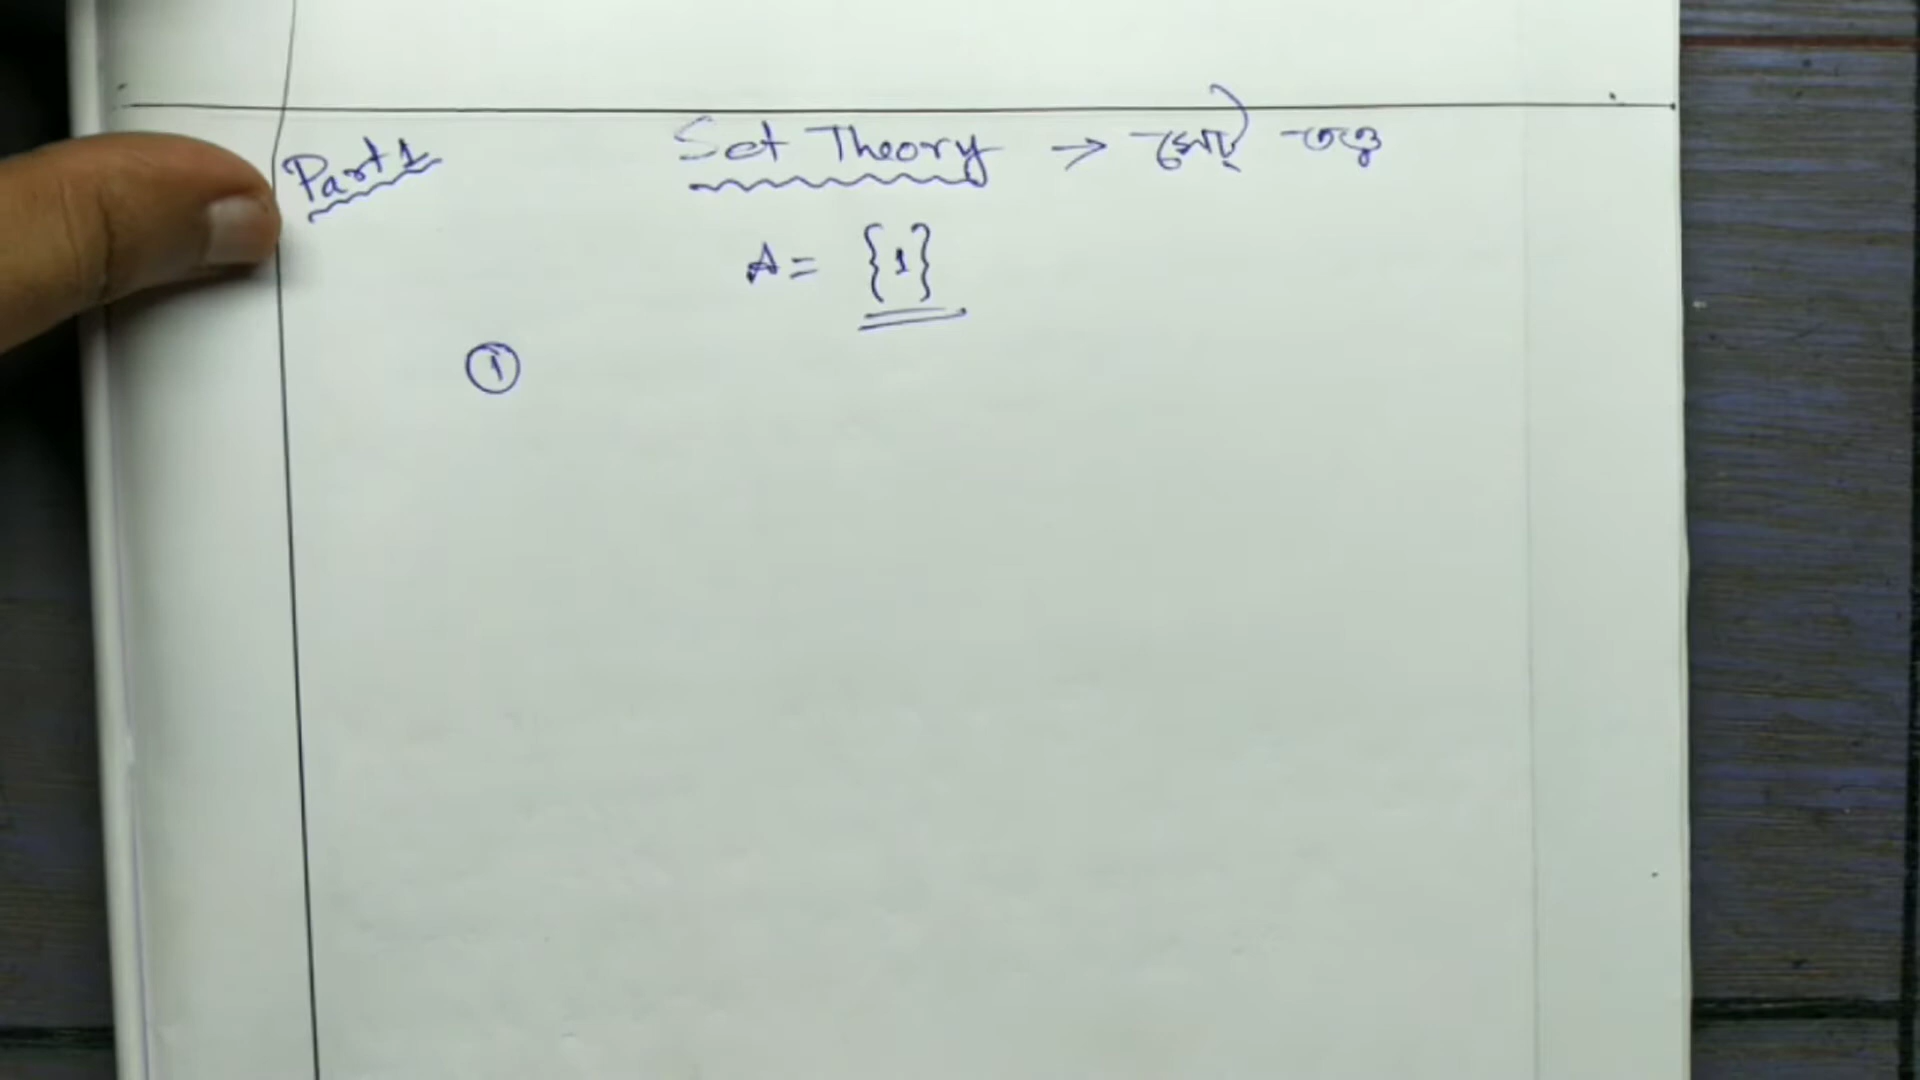 Part 1
Set Theory → সেট তত্ত্ব
A = {1}
①